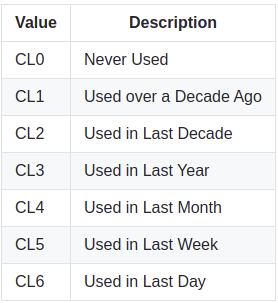 Value Description
CL0 Never Used
CL1 Used over a Decade Ago
CL2 Used in Last Decade
CL3 Used in Last Year
CL4 Used in Last Month
CL5 Used in Last Week
CL6 Used in Last Day